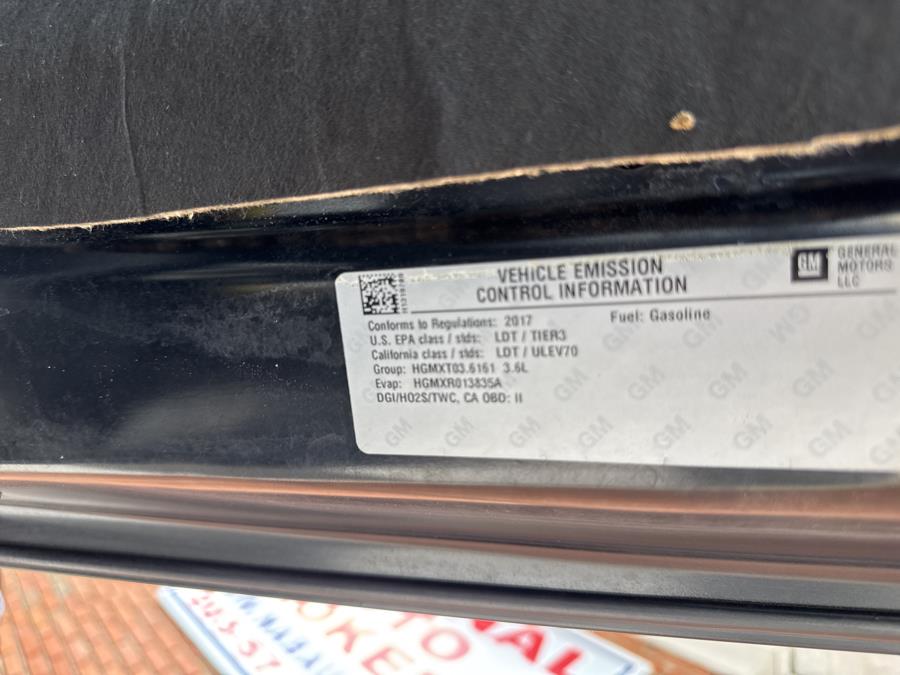 VEHICLE EMISSION
CONTROL INFORMATION
GM
GENERAL
MOTORS
LLC
Conforms to Regulations: 2017
Fuel: Gasoline
U.S. EPA class / stds: LDT / TIER3
California class / stds: LDT / ULEV70
Group: HGMXT03.6161 3.6L
Evap: HGMXR013835A
DGI/HO2S/TWC, CA OBD: II